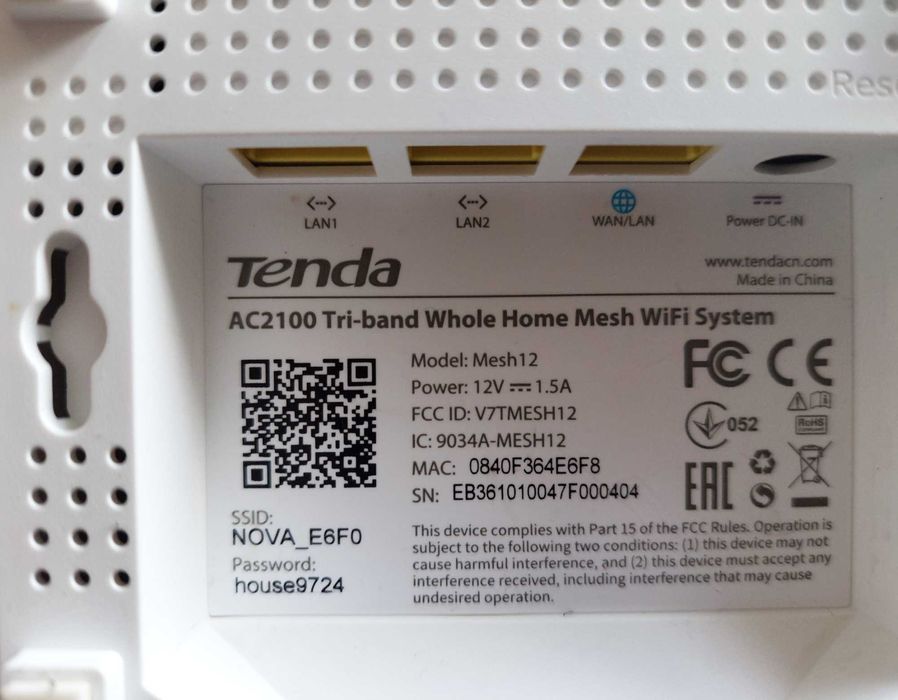 Reset
LAN1
LAN2
WAN/LAN
Power DC-IN
Tenda
www.tendacn.com
Made in China
AC2100 Tri-band Whole Home Mesh WiFi System
Model: Mesh12
Power: 12V ⎓ 1.5A
FCC ID: V7TMESH12
IC: 9034A-MESH12
MAC: 0840F364E6F8
SN: EB361010047F000404
FC CE
052
RoHS
EAC
SSID:
NOVA_E6F0
Password:
house9724
This device complies with Part 15 of the FCC Rules. Operation is
subject to the following two conditions: (1) this device may not
cause harmful interference, and (2) this device must accept any
interference received, including interference that may cause
undesired operation.